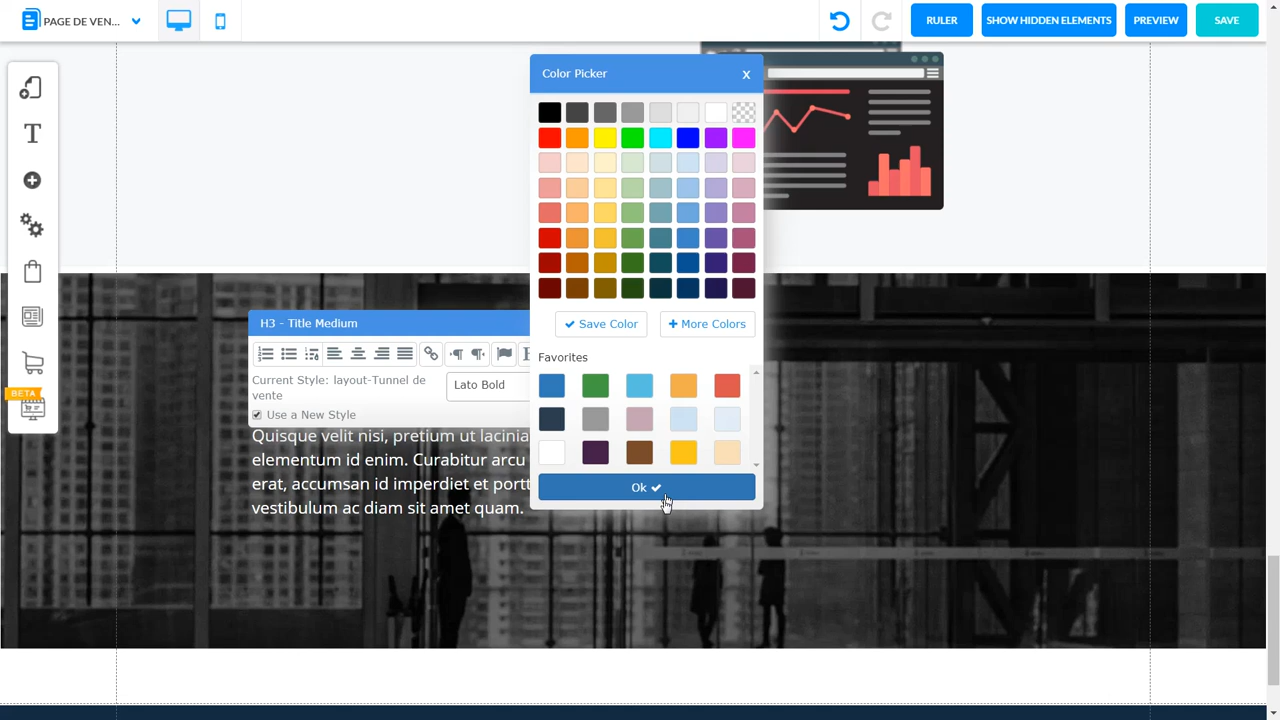 PAGE DE VEN...
RULER
SHOW HIDDEN ELEMENTS
PREVIEW
SAVE
Color Picker
x
Save Color
More Colors
H3 - Title Medium
Favorites
Current Style: layout-Tunnel de
vente
Lato Bold
BETA
Use a New Style
Quisque velit nisi, pretium ut lacinia
elementum id enim. Curabitur arcu
erat, accumsan id imperdiet et portt
vestibulum ac diam sit amet quam.
Ok